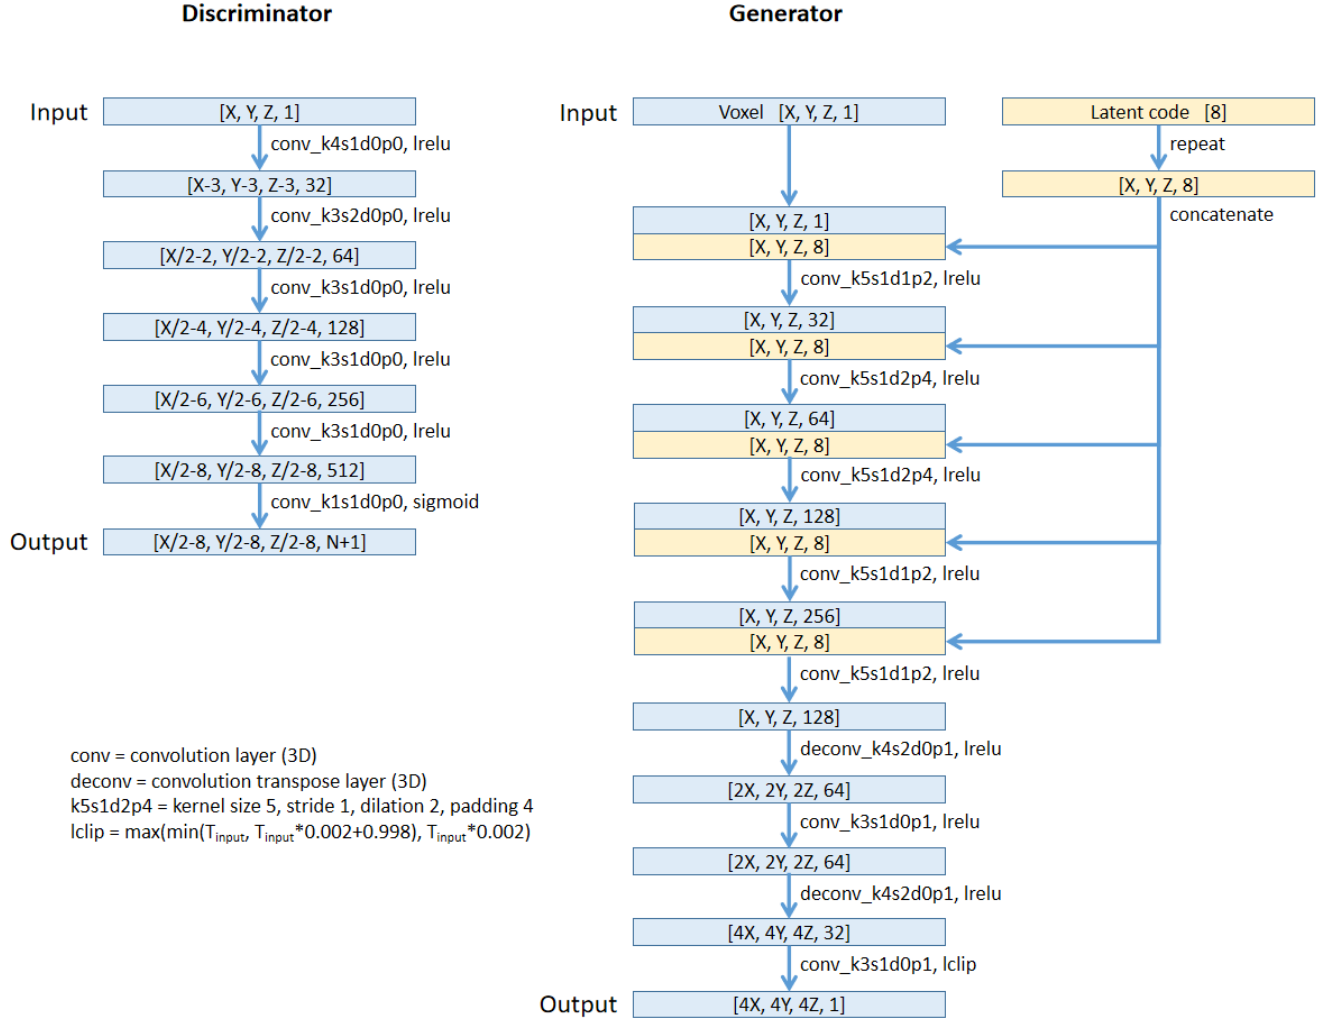 Discriminator
Input
[X, Y, Z, 1]
conv_k4s1d0p0, lrelu
[X-3, Y-3, Z-3, 32]
conv_k3s2d0p0, lrelu
[X/2-2, Y/2-2, Z/2-2, 64]
conv_k3s1d0p0, lrelu
[X/2-4, Y/2-4, Z/2-4, 128]
conv_k3s1d0p0, lrelu
[X/2-6, Y/2-6, Z/2-6, 256]
conv_k3s1d0p0, lrelu
[X/2-8, Y/2-8, Z/2-8, 512]
conv_k1s1d0p0, sigmoid
Output
[X/2-8, Y/2-8, Z/2-8, N+1]
conv = convolution layer (3D)
deconv = convolution transpose layer (3D)
k5s1d2p4 = kernel size 5, stride 1, dilation 2, padding 4
lclip = max(min(Tinput, Tinput*0.002+0.998), Tinput*0.002)
Generator
Input
Voxel [X, Y, Z, 1]
Latent code [8]
repeat
[X, Y, Z, 8]
concatenate
[X, Y, Z, 1]
[X, Y, Z, 8]
conv_k5s1d1p2, lrelu
[X, Y, Z, 32]
[X, Y, Z, 8]
conv_k5s1d2p4, lrelu
[X, Y, Z, 64]
[X, Y, Z, 8]
conv_k5s1d2p4, lrelu
[X, Y, Z, 128]
[X, Y, Z, 8]
conv_k5s1d1p2, lrelu
[X, Y, Z, 256]
[X, Y, Z, 8]
conv_k5s1d1p2, lrelu
[X, Y, Z, 128]
deconv_k4s2d0p1, lrelu
[2X, 2Y, 2Z, 64]
conv_k3s1d0p1, lrelu
[2X, 2Y, 2Z, 64]
deconv_k4s2d0p1, lrelu
[4X, 4Y, 4Z, 32]
conv_k3s1d0p1, lclip
Output
[4X, 4Y, 4Z, 1]